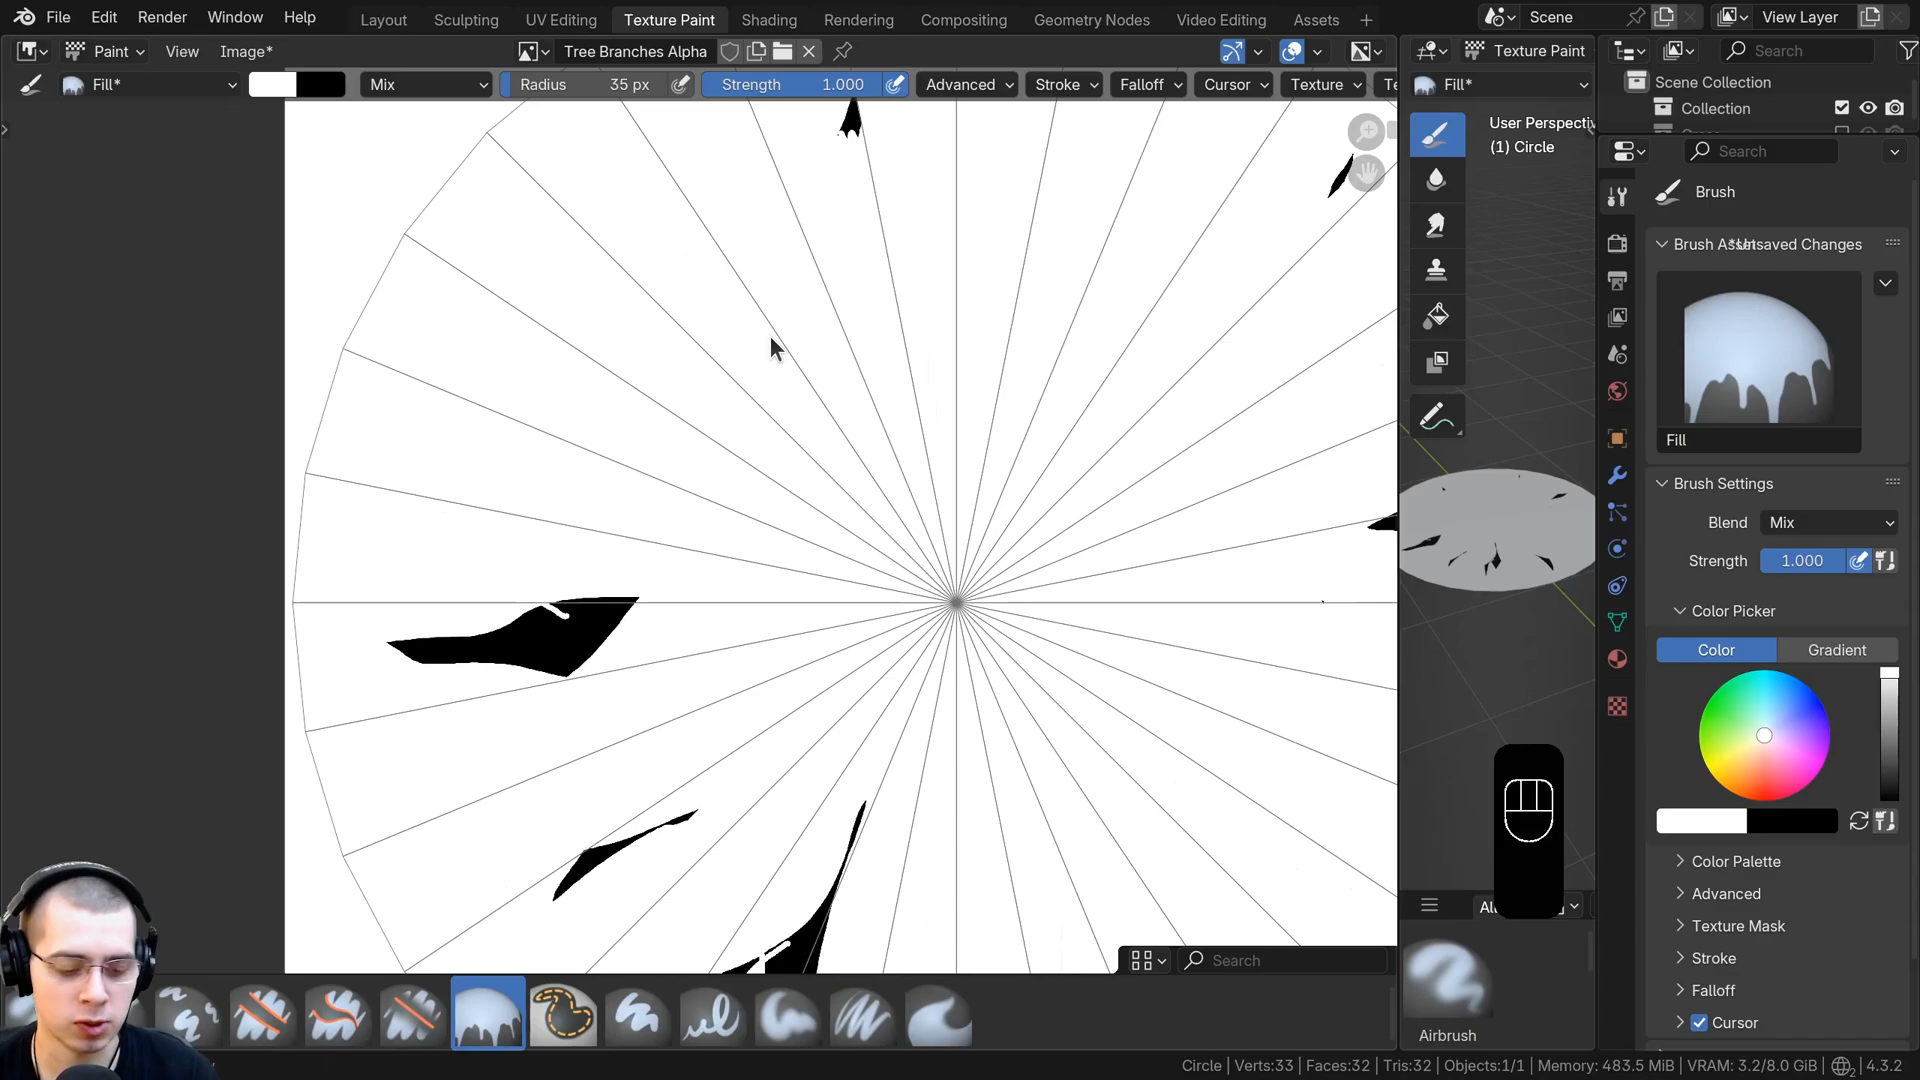 File Edit Render Window Help Layout Sculpting UV Editing Texture Paint Shading Rendering Compositing Geometry Nodes Video Editing Assets + Scene View Layer
Paint View Image* Tree Branches Alpha Texture Paint Search
Fill* Mix Radius 35 px Strength 1.000 Advanced Stroke Falloff Cursor Texture Te Fill* Scene Collection
Collection
User Perspectiv
(1) Circle
Search
Brush
Brush As Unsaved Changes
Fill
Brush Settings
Blend Mix
Strength 1.000
Color Picker
Color Gradient
Color Palette
Advanced
Texture Mask
Stroke
Falloff
Cursor
All
Search
Airbrush
Circle | Verts:33 | Faces:32 | Tris:32 | Objects:1/1 | Memory: 483.5 MiB | VRAM: 3.2/8.0 GiB | 4.3.2